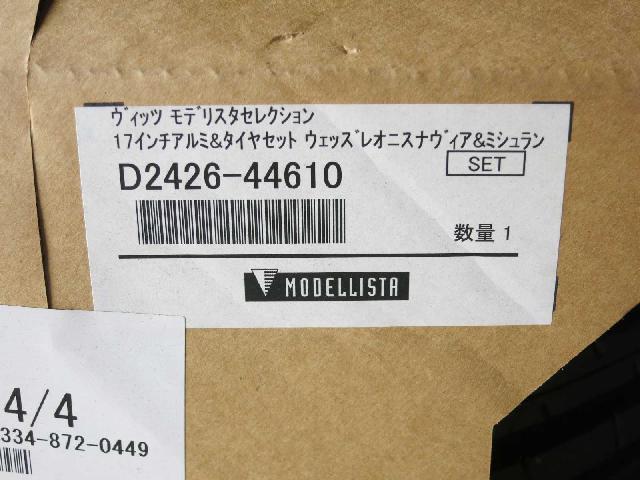 ヴィッツ モデリスタセレクション
17インチアルミ&タイヤセット ウェッズレオニスナヴィア&ミシュラン
SET
D2426-44610
数量 1
MODELLISTA
4/4
334-872-0449